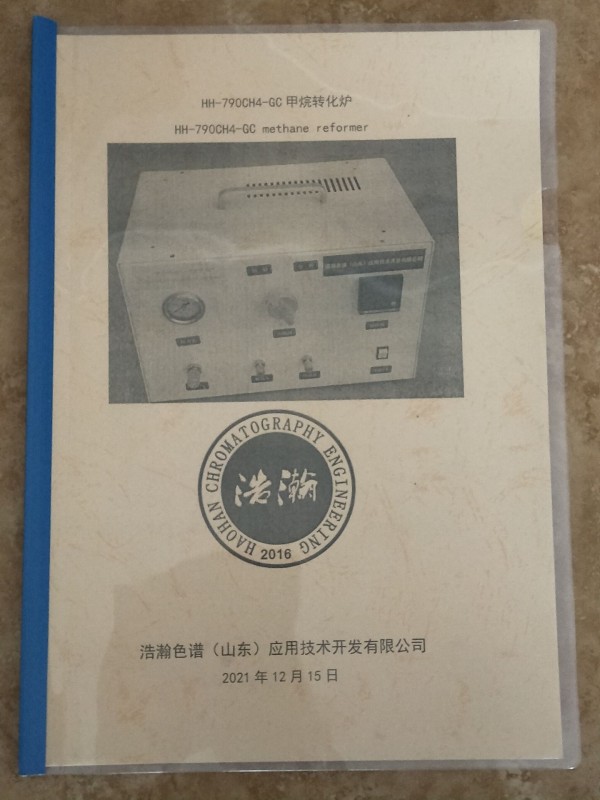 HH-790CH4-GC 甲烷转化炉
HH-790CH4-GC methane reformer
HAOHAN CHROMATOGRAPHY ENGINEERING
浩瀚
2016
浩瀚色谱（山东）应用技术开发有限公司
2021 年 12 月 15 日